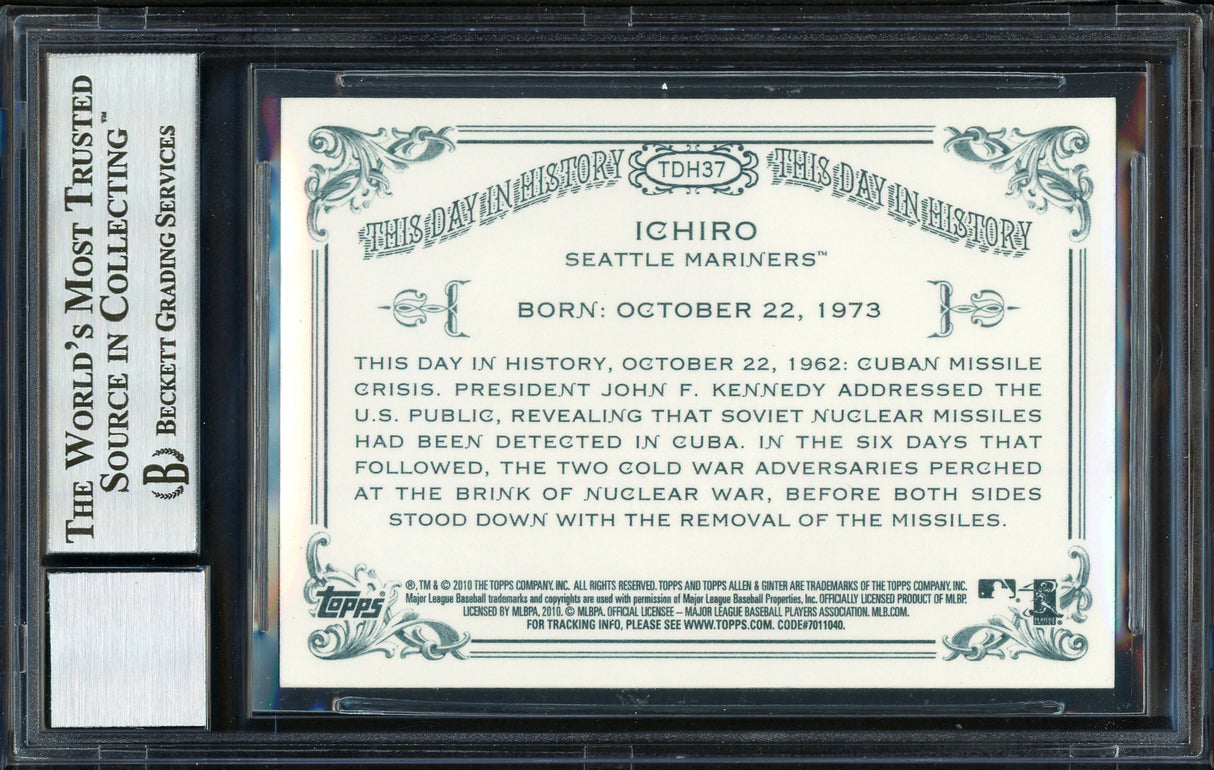 THE WORLD'S MOST TRUSTED
SOURCE IN COLLECTING™
B BECKETT GRADING SERVICES
THIS DAY IN HISTORY TDH37 THIS DAY IN HISTORY
ICHIRO
SEATTLE MARINERS™
BORN: OCTOBER 22, 1973
THIS DAY IN HISTORY, OCTOBER 22, 1962: CUBAN MISSILE
CRISIS. PRESIDENT JOHN F. KENNEDY ADDRESSED THE
U.S. PUBLIC, REVEALING THAT SOVIET NUCLEAR MISSILES
HAD BEEN DETECTED IN CUBA. IN THE SIX DAYS THAT
FOLLOWED, THE TWO COLD WAR ADVERSARIES PERCHED
AT THE BRINK OF NUCLEAR WAR, BEFORE BOTH SIDES
STOOD DOWN WITH THE REMOVAL OF THE MISSILES.
Topps
®, TM & © 2010 THE TOPPS COMPANY, INC. ALL RIGHTS RESERVED. TOPPS AND TOPPS ALLEN & GINTER ARE TRADEMARKS OF THE TOPPS COMPANY, INC.
Major League Baseball trademarks and copyrights are used with permission of Major League Baseball Properties, Inc. OFFICIALLY LICENSED PRODUCT OF MLBP.
LICENSED BY MLBPA, 2010. © MLBPA. OFFICIAL LICENSEE – MAJOR LEAGUE BASEBALL PLAYERS ASSOCIATION. MLB.COM.
FOR TRACKING INFO, PLEASE SEE WWW.TOPPS.COM. CODE#7011040.